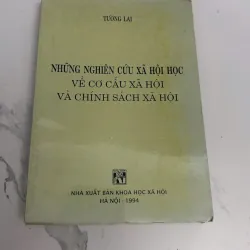 TƯƠNG LAI
NHỮNG NGHIÊN CỨU XÃ HỘI HỌC
VỀ CƠ CẤU XÃ HỘI
VÀ CHÍNH SÁCH XÃ HỘI
NHÀ XUẤT BẢN KHOA HỌC XÃ HỘI
HÀ NỘI - 1994